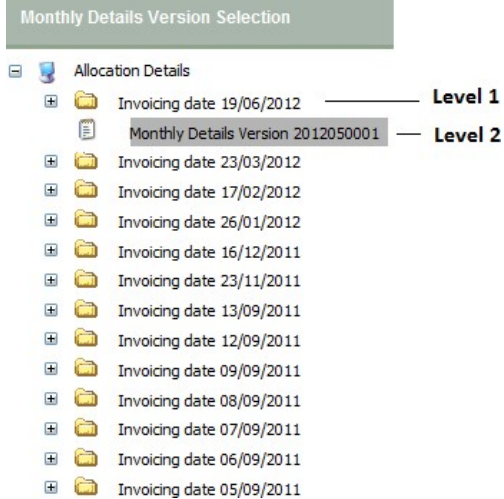 Monthly Details Version Selection
Allocation Details
Invoicing date 19/06/2012 Level 1
Monthly Details Version 2012050001 Level 2
Invoicing date 23/03/2012
Invoicing date 17/02/2012
Invoicing date 26/01/2012
Invoicing date 16/12/2011
Invoicing date 23/11/2011
Invoicing date 13/09/2011
Invoicing date 12/09/2011
Invoicing date 09/09/2011
Invoicing date 08/09/2011
Invoicing date 07/09/2011
Invoicing date 06/09/2011
Invoicing date 05/09/2011